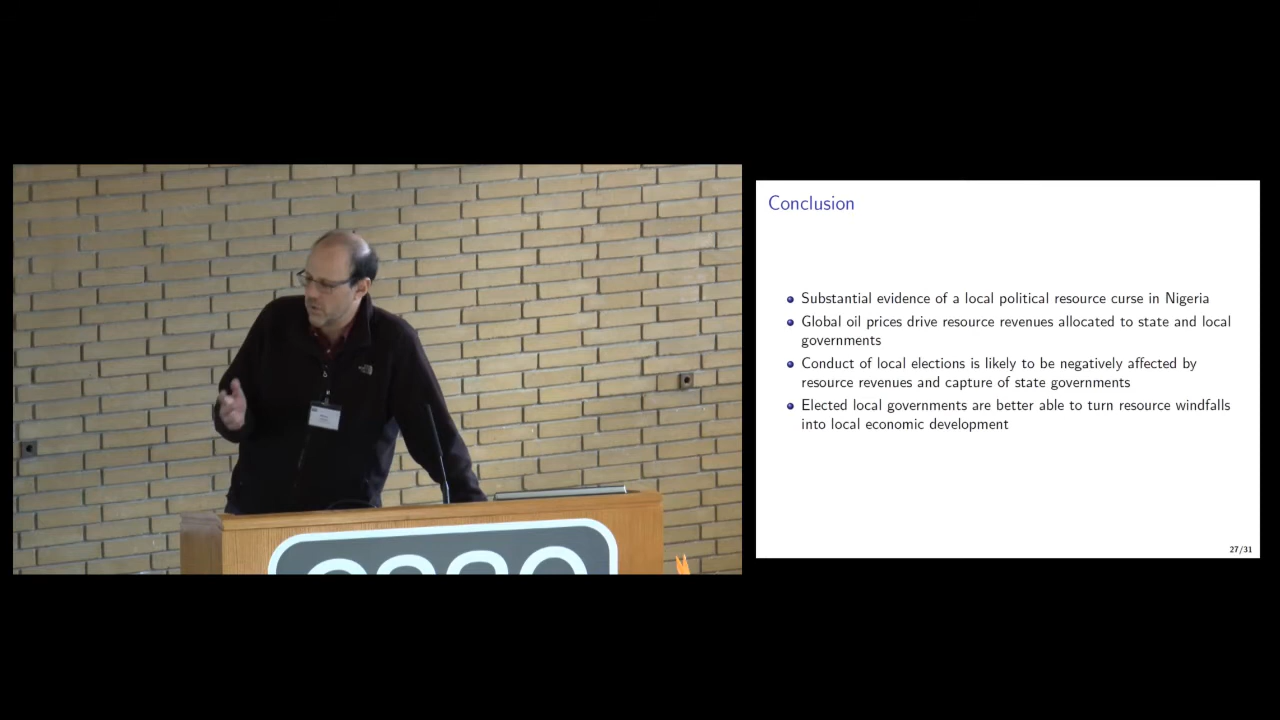 Conclusion
Substantial evidence of a local political resource curse in Nigeria
Global oil prices drive resource revenues allocated to state and local
governments
Conduct of local elections is likely to be negatively affected by
resource revenues and capture of state governments
Elected local governments are better able to turn resource windfalls
into local economic development
27/31